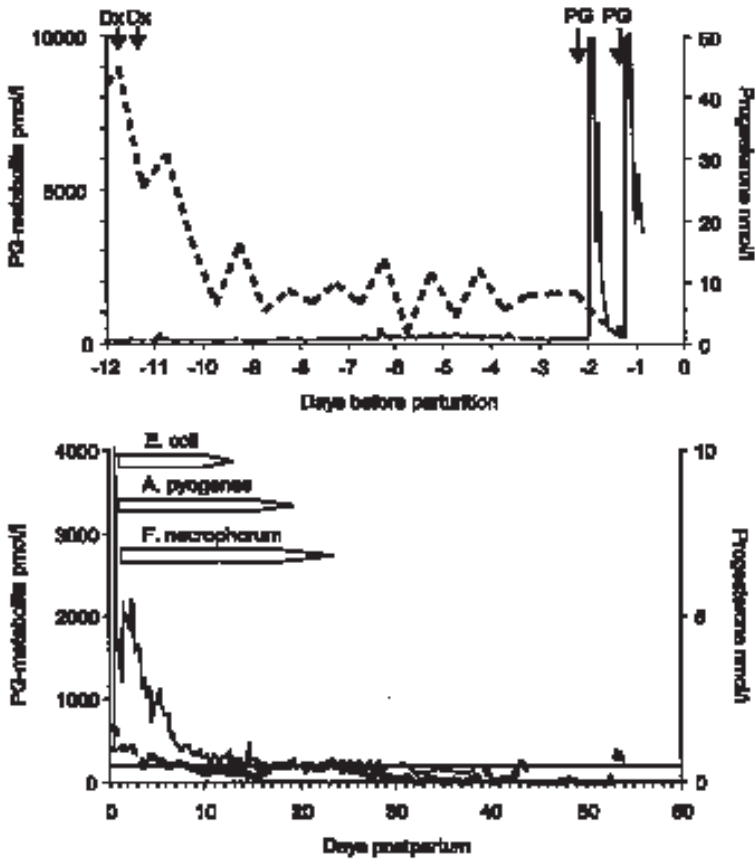 Dx Dx
PG PG
10000
5000
0
PG-metabolite pmol/l
50
40
30
20
10
0
Progesterone nmol/l
-12 -11 -10 -9 -8 -7 -6 -5 -4 -3 -2 -1 0
Days before parturition
E. coli
A. pyogenes
F. necrophorum
4000
3000
2000
1000
0
PG-metabolite pmol/l
10
5
0
Progesterone nmol/l
0 10 20 30 40 50 60
Days postpartum